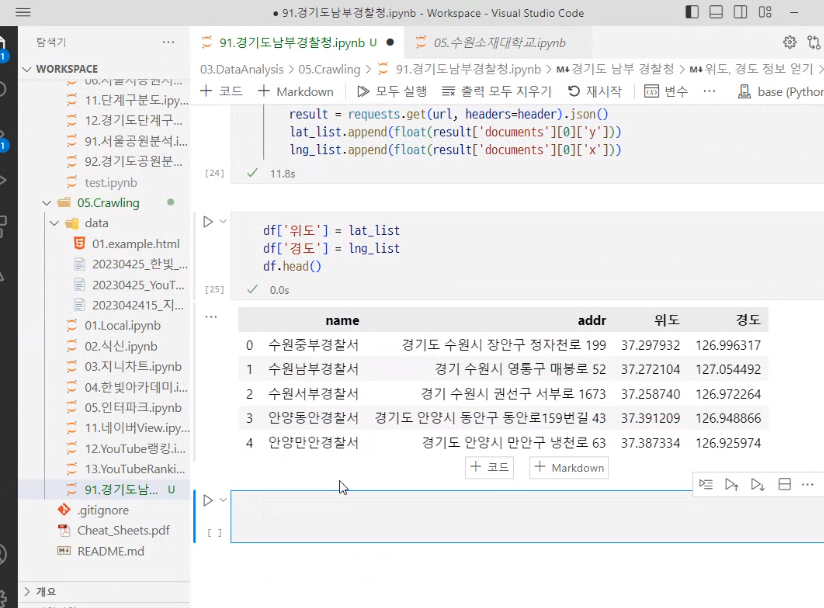 ● 91.경기도남부경찰청.ipynb - Workspace - Visual Studio Code
탐색기
WORKSPACE
06.서울시공원시...
11.단계구분도.ipy...
12.경기도단계구...
91.서울공원분석.i...
92.경기도공원분...
test.ipynb
05.Crawling
data
01.example.html
20230425_한빛_...
20230425_YouT...
2023042415_지...
01.Local.ipynb
02.식신.ipynb
03.지니차트.ipynb
04.한빛아카데미.i...
05.인터파크.ipynb
11.네이버View.ipy...
12.YouTube랭킹.i...
13.YouTubeRanki...
91.경기도남... U
.gitignore
Cheat_Sheets.pdf
README.md
개요
91.경기도남부경찰청.ipynb U ● 05.수원소재대학교.ipynb
03.DataAnalysis > 05.Crawling > 91.경기도남부경찰청.ipynb > M↓경기도 남부 경찰청 > M↓위도, 경도 정보 얻기 >
+ 코드 + Markdown 모두 실행 출력 모두 지우기 재시작 변수 ... base (Python
result = requests.get(url, headers=header).json()
lat_list.append(float(result['documents'][0]['y']))
lng_list.append(float(result['documents'][0]['x']))
[24] ✓ 11.8s
df['위도'] = lat_list
df['경도'] = lng_list
df.head()
[25] ✓ 0.0s
name addr 위도 경도
0 수원중부경찰서 경기도 수원시 장안구 정자천로 199 37.297932 126.996317
1 수원남부경찰서 경기 수원시 영통구 매봉로 52 37.272104 127.054492
2 수원서부경찰서 경기 수원시 권선구 서부로 1673 37.258740 126.972264
3 안양동안경찰서 경기도 안양시 동안구 동안로159번길 43 37.391209 126.948866
4 안양만안경찰서 경기도 안양시 만안구 냉천로 63 37.387334 126.925974
+ 코드 + Markdown
[ ]